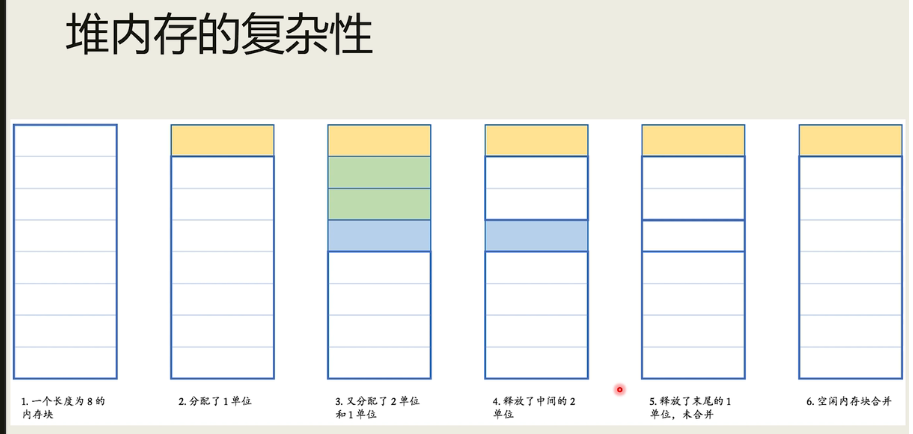 堆内存的复杂性
1. 一个长度为 8 的
内存块
2. 分配了 1 单位
3. 又分配了 2 单位
和 1 单位
4. 释放了中间的 2
单位
5. 释放了末尾的 1
单位，未合并
6. 空闲内存块合并